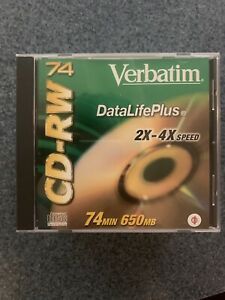 74
Verbatim.
DataLifePlus®
2X-4X SPEED
CD-RW
74MIN 650MB